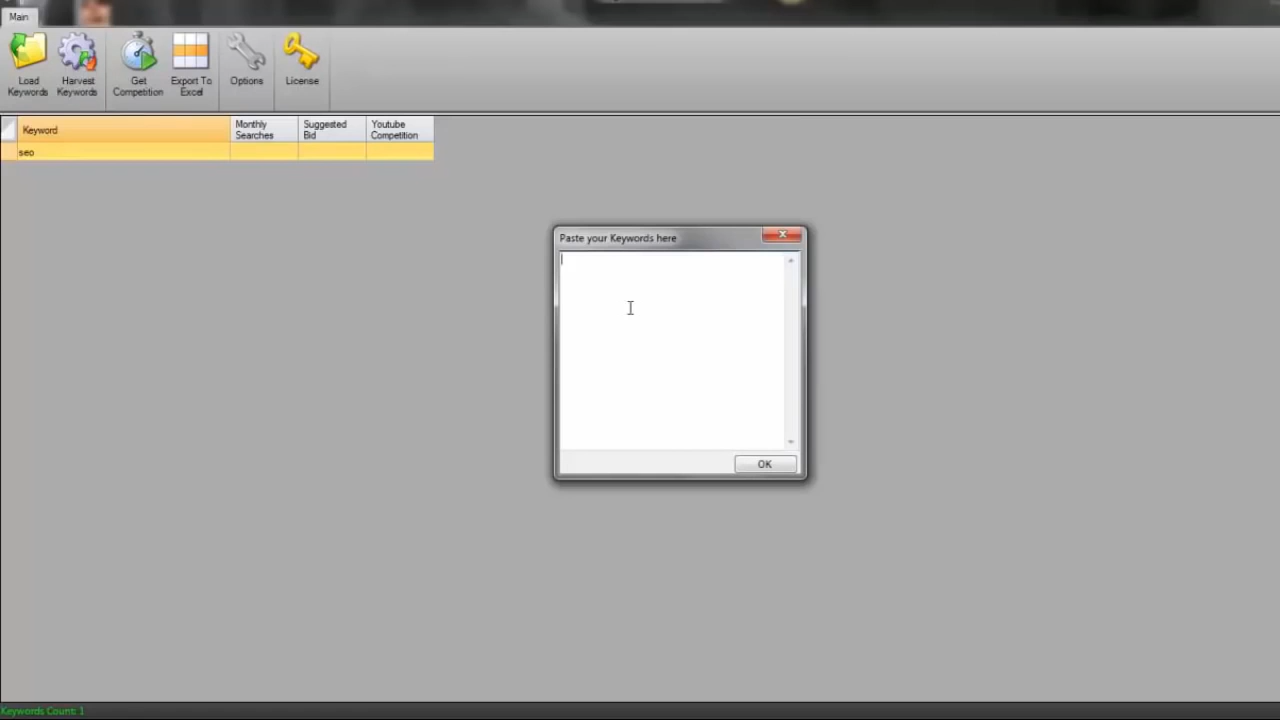 Main
Load Keywords
Harvest Keywords
Get Competition
Export To Excel
Options
License
Keyword
Monthly Searches
Suggested Bid
Youtube Competition
seo
Paste your Keywords here
OK
Keywords Count: 1